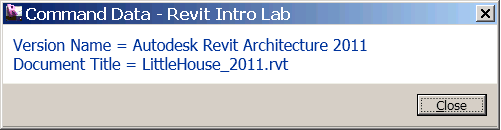 Command Data - Revit Intro Lab
Version Name = Autodesk Revit Architecture 2011
Document Title = LittleHouse_2011.rvt
Close